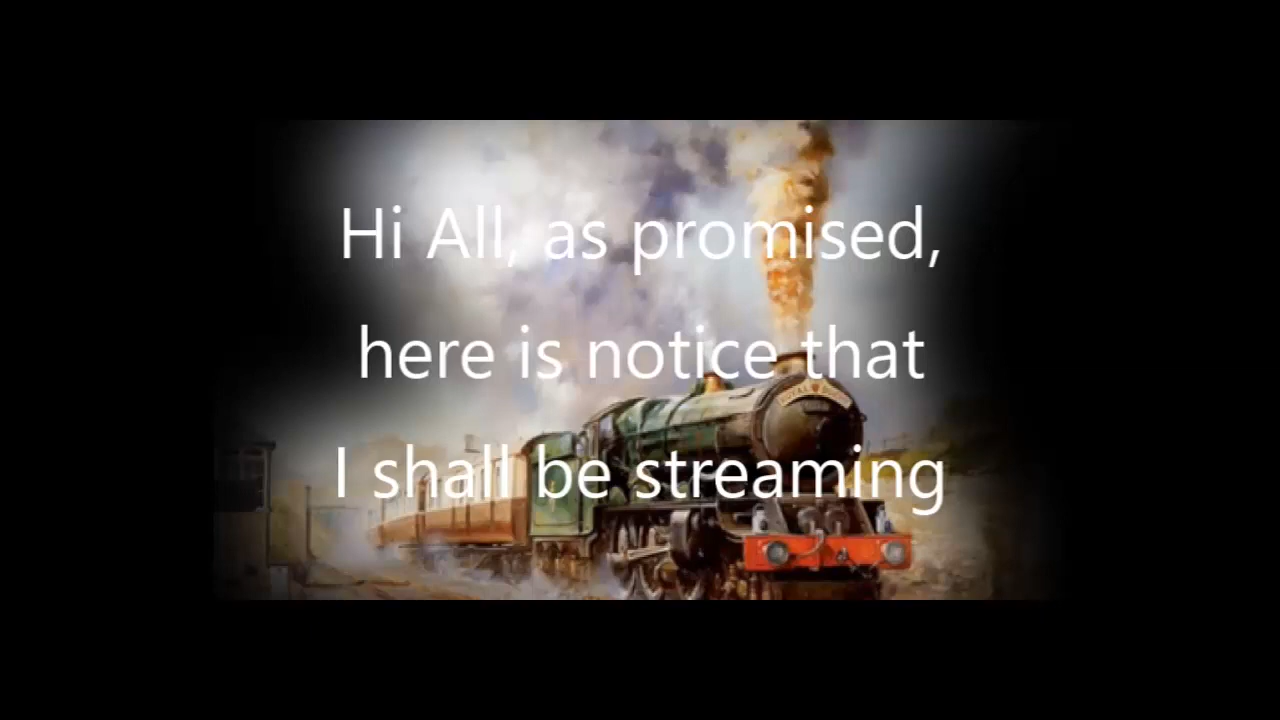 Hi All, as promised,
here is notice that
I shall be streaming